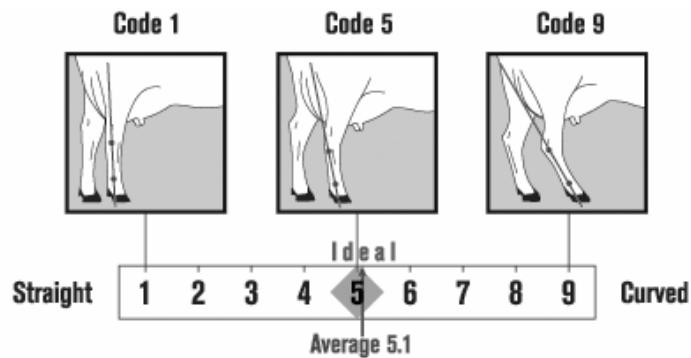 Code 1 Code 5 Code 9
Ideal
Straight 1 2 3 4 5 6 7 8 9 Curved
Average 5.1